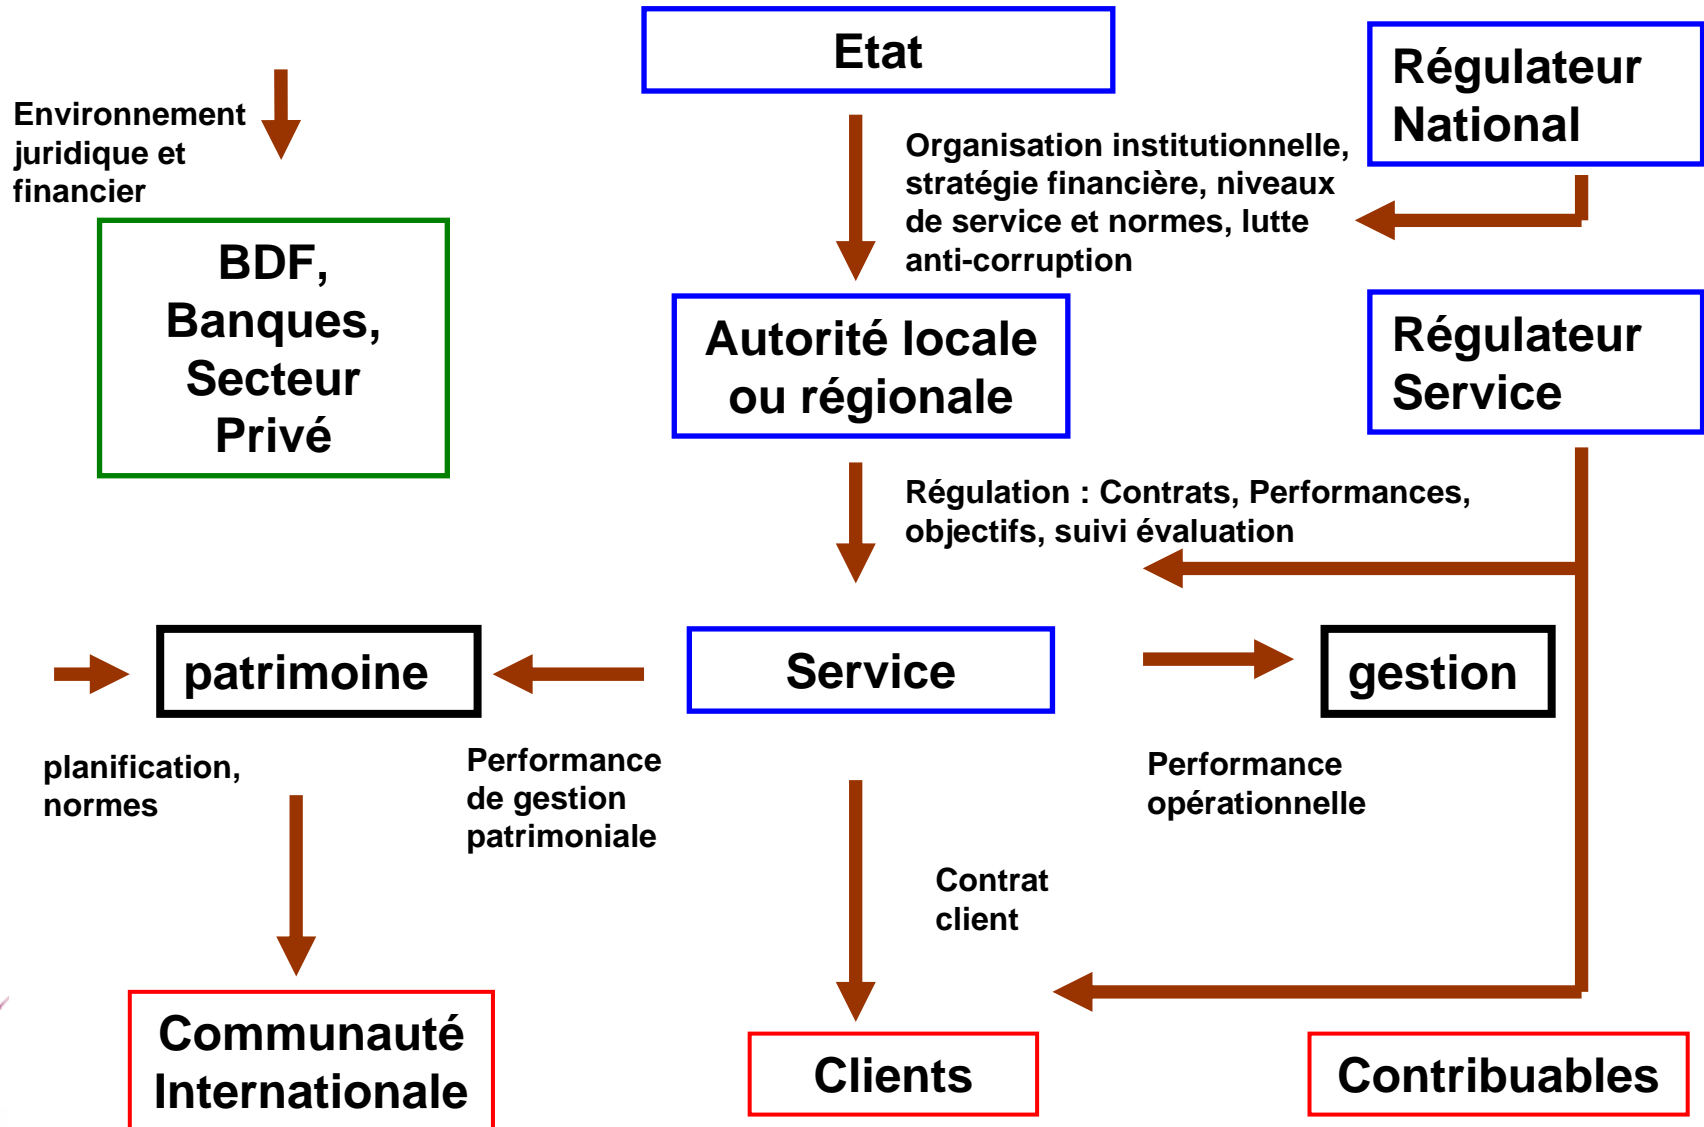 Etat
Régulateur
National
Environnement
juridique et
financier
Organisation institutionnelle,
stratégie financière, niveaux
de service et normes, lutte
anti-corruption
BDF,
Banques,
Secteur
Privé
Autorité locale
ou régionale
Régulateur
Service
Régulation : Contrats, Performances,
objectifs, suivi évaluation
patrimoine
Service
gestion
planification,
normes
Performance
de gestion
patrimoniale
Performance
opérationnelle
Contrat
client
Communauté
Internationale
Clients
Contribuables